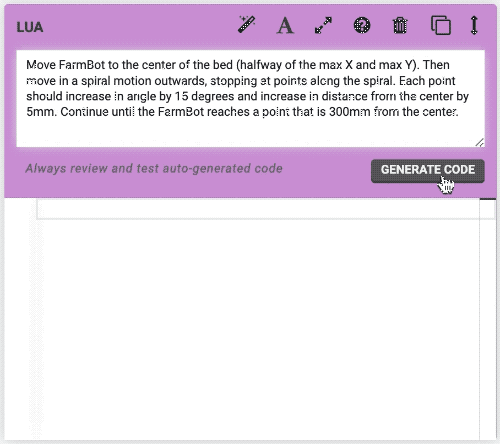 LUA
Move FarmBot to the center of the bed (halfway of the max X and max Y). Then
move in a spiral motion outwards, stopping at points along the spiral. Each point
should increase in angle by 15 degrees and increase in distance from the center by
5mm. Continue until the FarmBot reaches a point that is 300mm from the center.
Always review and test auto-generated code
GENERATE CODE